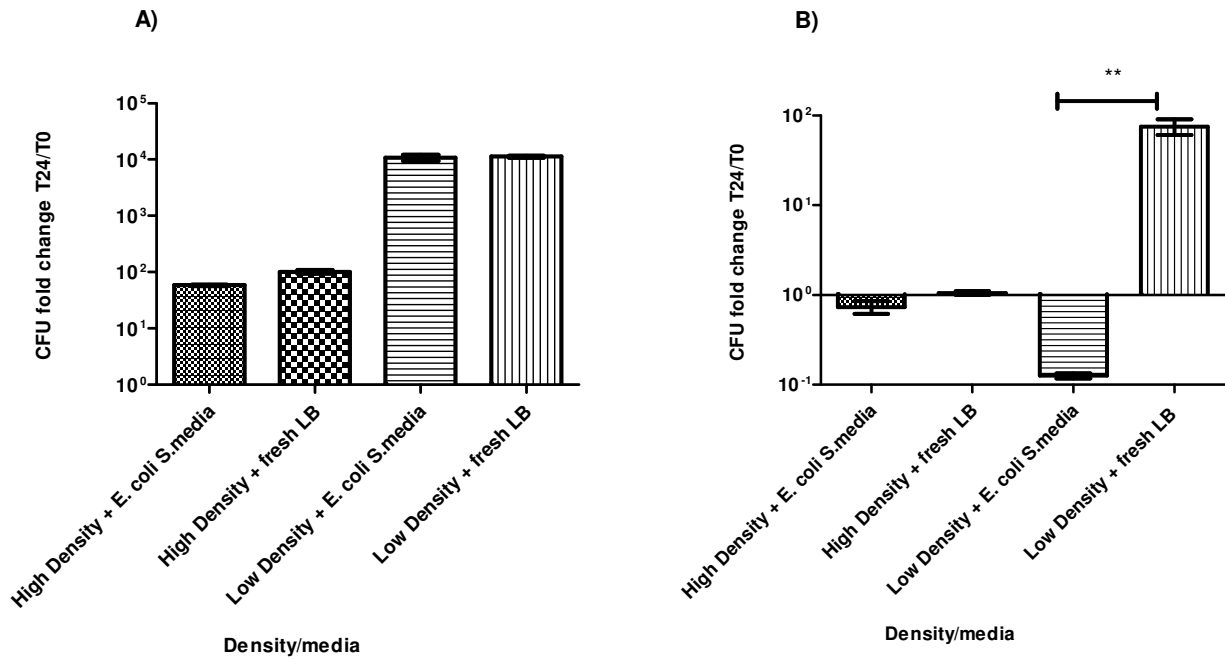 A)
CFU fold change T24/T0
10⁵
10⁴
10³
10²
10¹
10⁰
High Density + E. coli S.media
High Density + fresh LB
Low Density + E. coli S.media
Low Density + fresh LB
Density/media
B)
**
CFU fold change T24/T0
10²
10¹
10⁰
10⁻¹
High Density + E. coli S.media
High Density + fresh LB
Low Density + E. coli S.media
Low Density + fresh LB
Density/media